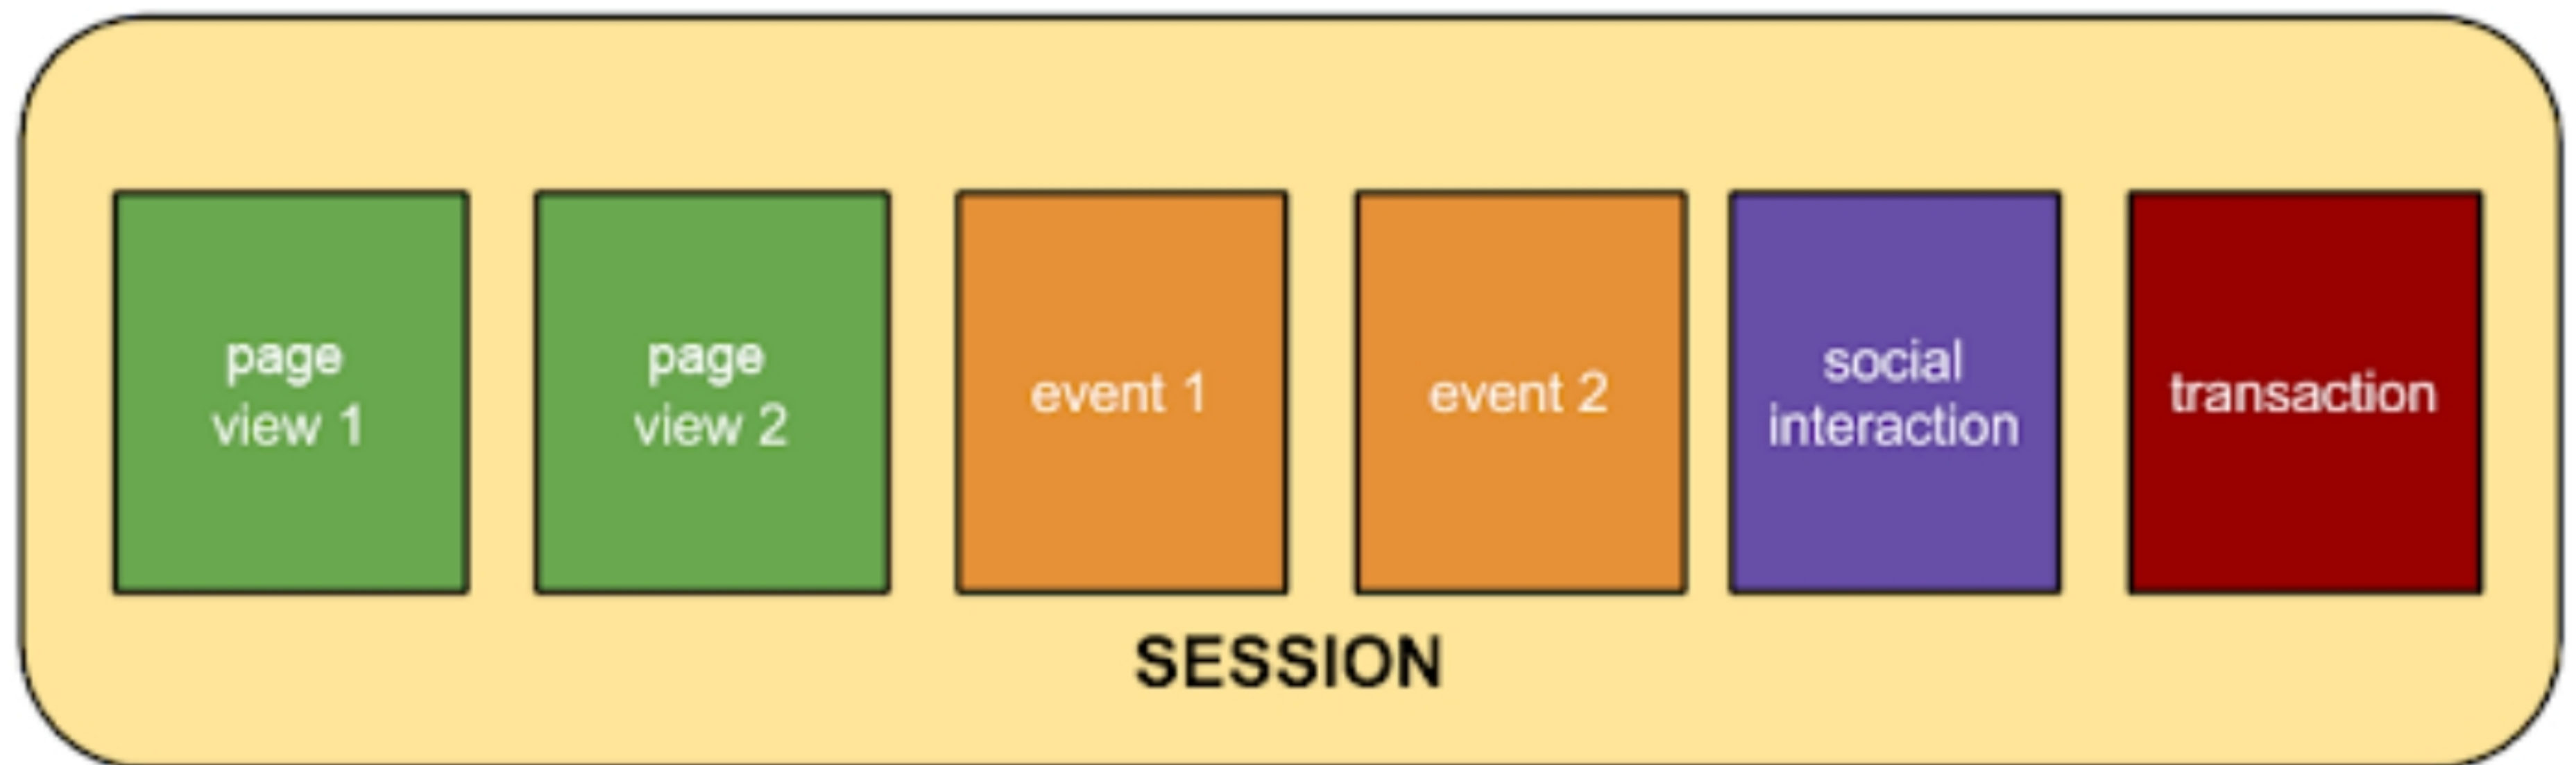 page
view 1
page
view 2
event 1
event 2
social
interaction
transaction
SESSION